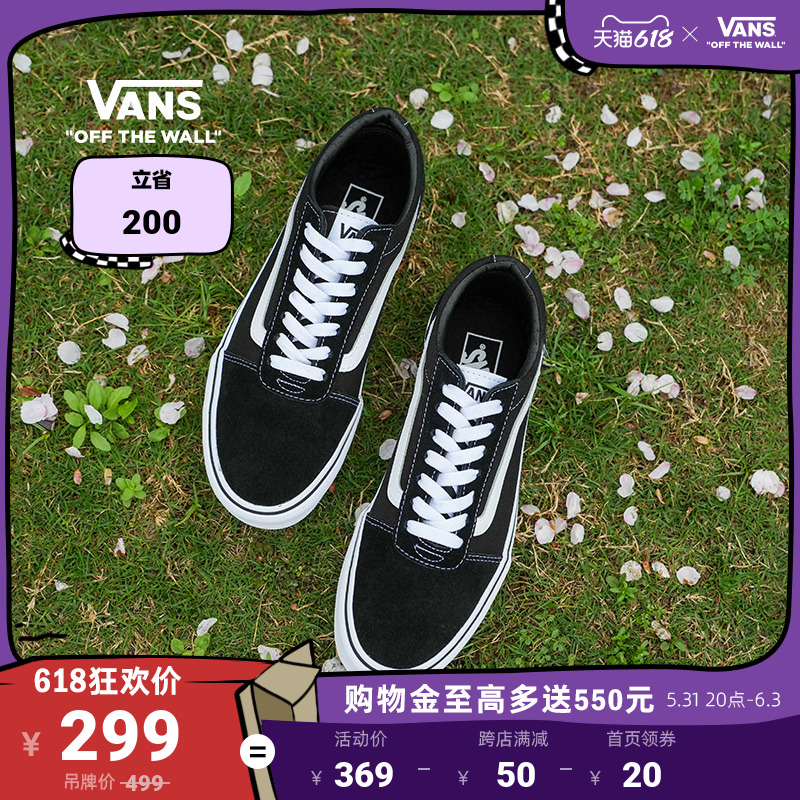 天猫618 × VANS
"OFF THE WALL"
VANS
"OFF THE WALL"
立省
200
VANS
VANS
618狂欢价
¥ 299
吊牌价 499
购物金至高多送550元 5.31 20点-6.3
= 活动价 跨店满减 首页领券
¥ 369 - ¥ 50 - ¥ 20